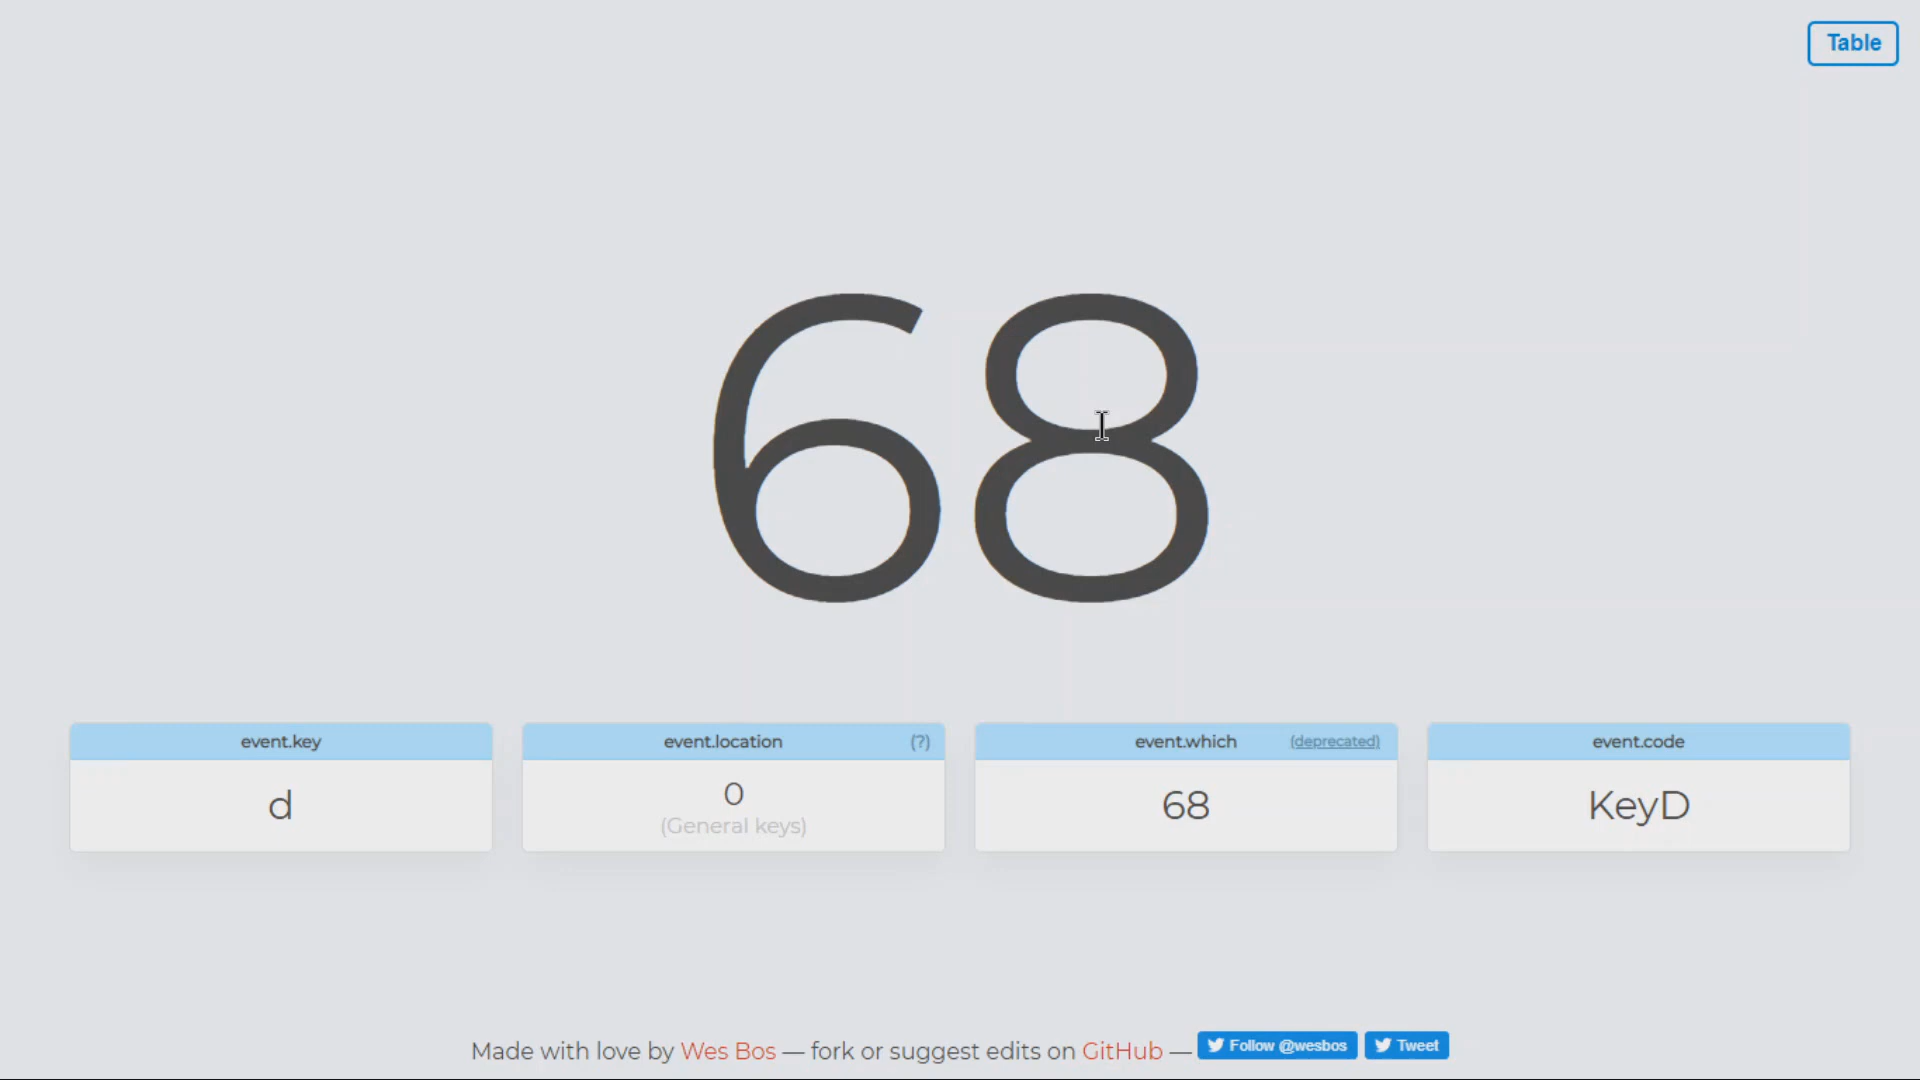 Table
68
event.key
d
event.location (?)
0
(General keys)
event.which (deprecated)
68
event.code
KeyD
Made with love by Wes Bos — fork or suggest edits on GitHub — Follow @wesbos Tweet